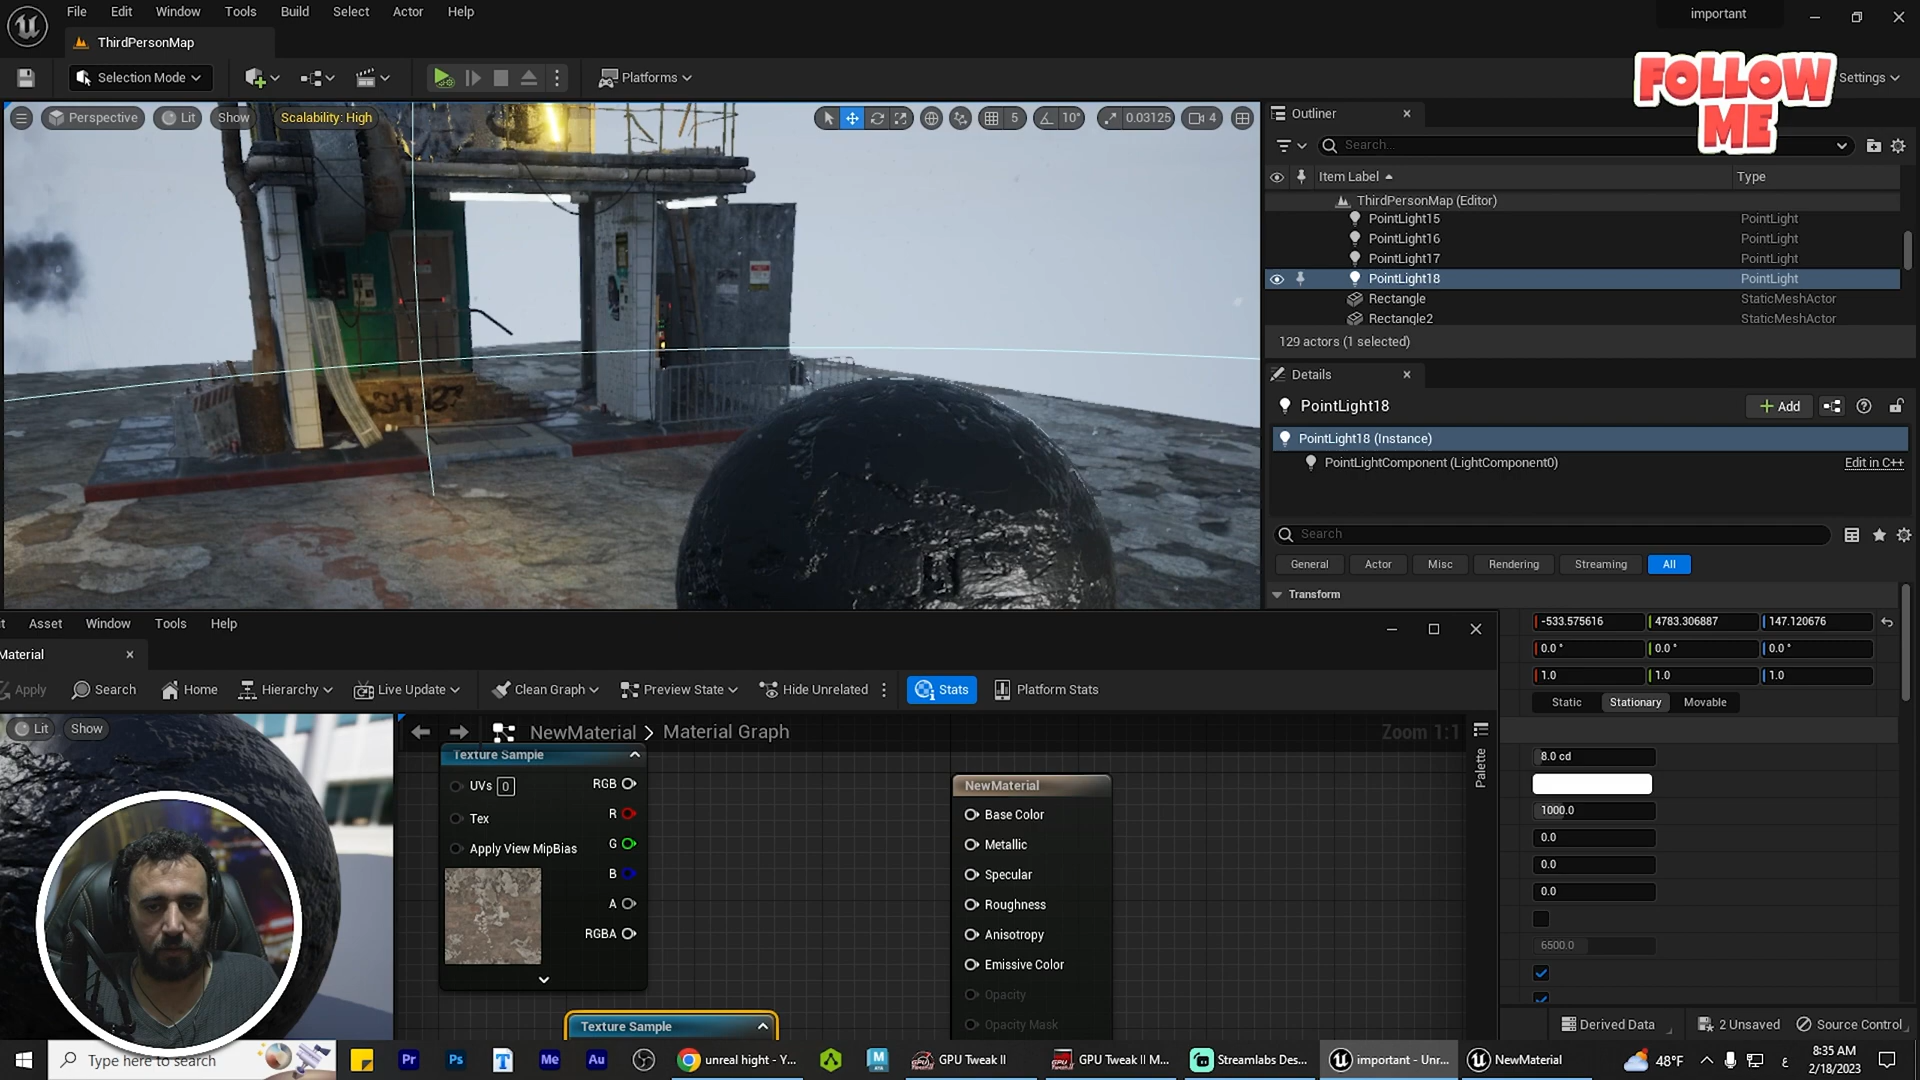 File Edit Window Tools Build Select Actor Help
important
ThirdPersonMap
Selection Mode
Platforms
Settings
FOLLOW
ME
Perspective Lit Show Scalability: High
5 10° 0.03125 4
Outliner
Search...
Item Label Type
ThirdPersonMap (Editor)
PointLight15 PointLight
PointLight16 PointLight
PointLight17 PointLight
PointLight18 PointLight
Rectangle StaticMeshActor
Rectangle2 StaticMeshActor
129 actors (1 selected)
Details
PointLight18
Add
PointLight18 (Instance)
PointLightComponent (LightComponent0) Edit in C++
Search
General Actor Misc Rendering Streaming All
Transform
-533.575616 4783.306887 147.120676
0.0 ° 0.0 ° 0.0 °
1.0 1.0 1.0
Static Stationary Movable
8.0 cd
1000.0
0.0
0.0
0.0
6500.0
Asset Window Tools Help
Material
Apply Search Home Hierarchy Live Update Clean Graph Preview State Hide Unrelated Stats Platform Stats
Lit Show
NewMaterial > Material Graph
Zoom 1:1
Palette
Texture Sample
UVs 0 RGB
R
Tex
G
Apply View MipBias
B
A
RGBA
Texture Sample
NewMaterial
Base Color
Metallic
Specular
Roughness
Anisotropy
Emissive Color
Opacity
Opacity Mask
Derived Data 2 Unsaved Source Control
Type here to search
Pr Ps T Me Au
unreal hight - Y...
GPU Tweak II
GPU Tweak II M...
Streamlabs Des...
important - Unr...
NewMaterial
48°F
ع
8:35 AM
2/18/2023